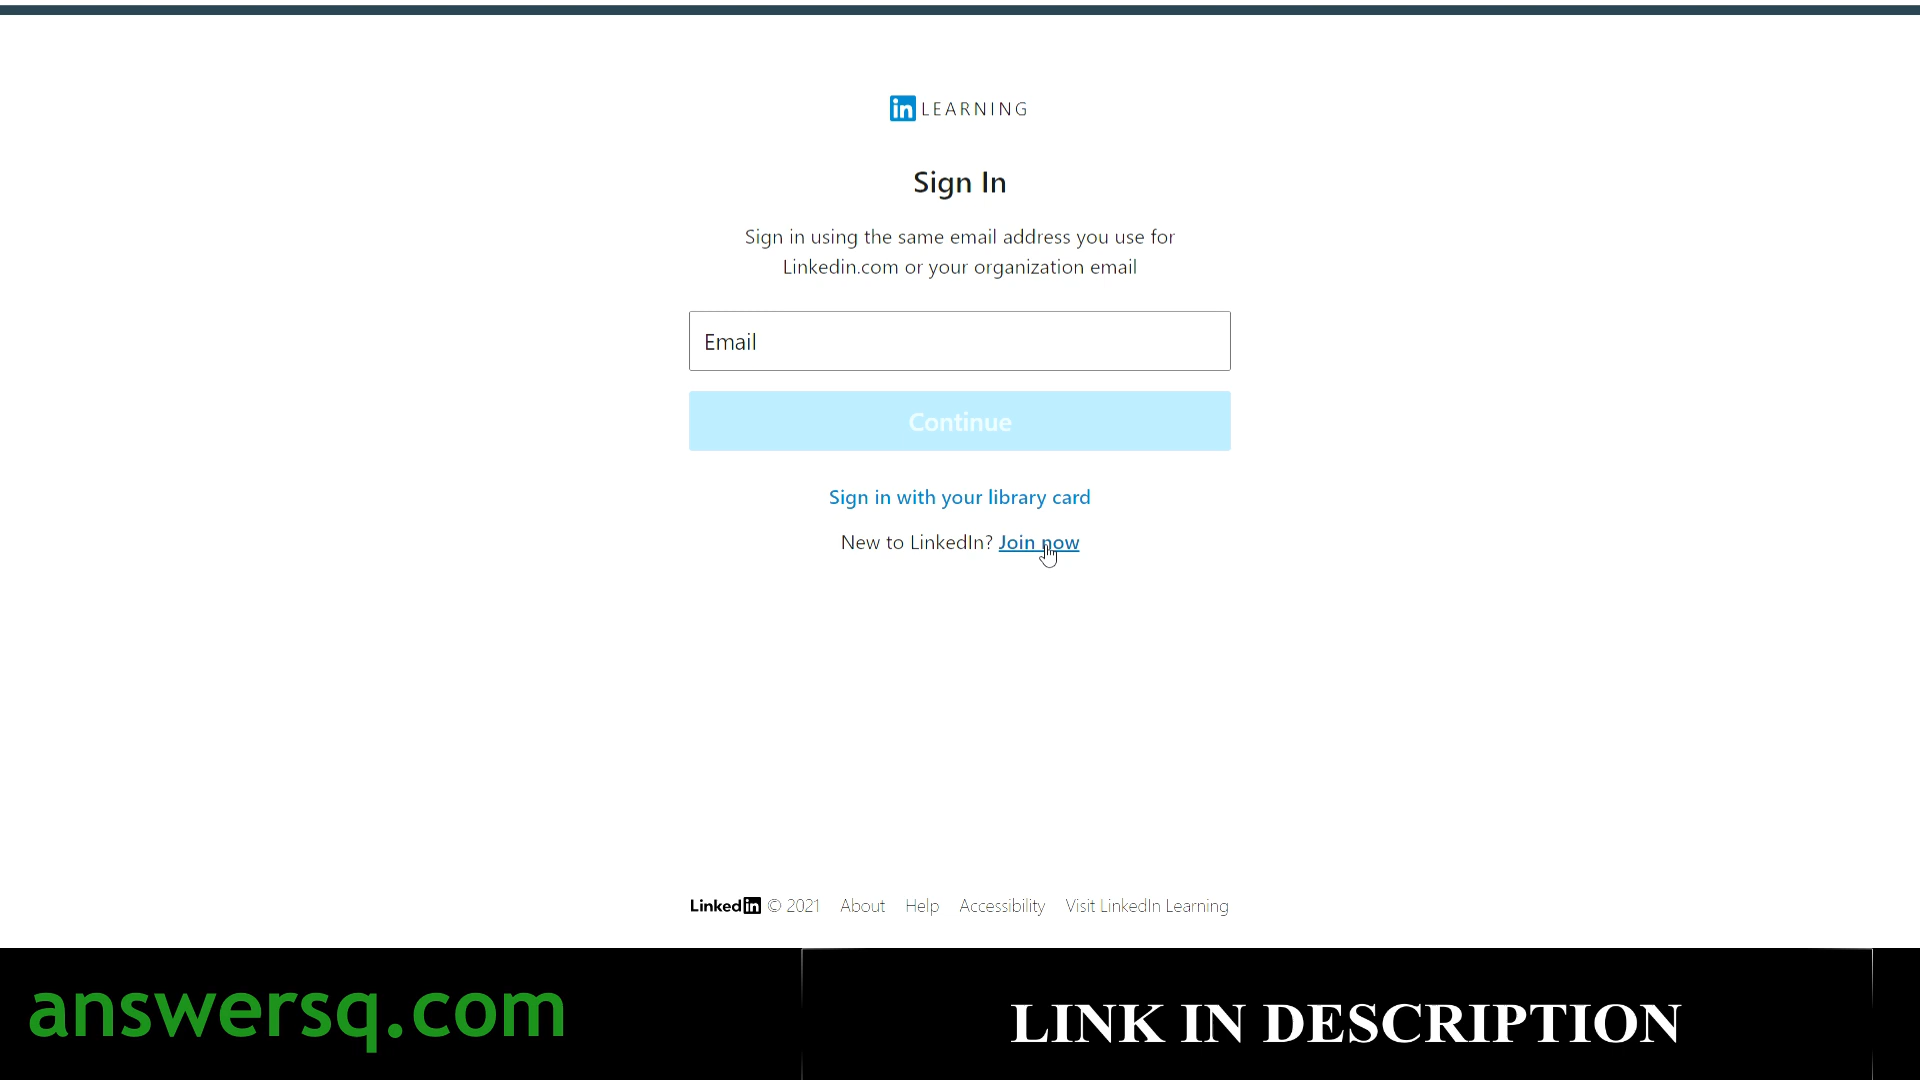 in LEARNING
Sign In
Sign in using the same email address you use for
Linkedin.com or your organization email
Email
Continue
Sign in with your library card
New to LinkedIn? Join now
Linked in © 2021 About Help Accessibility Visit LinkedIn Learning
answersq.com
LINK IN DESCRIPTION